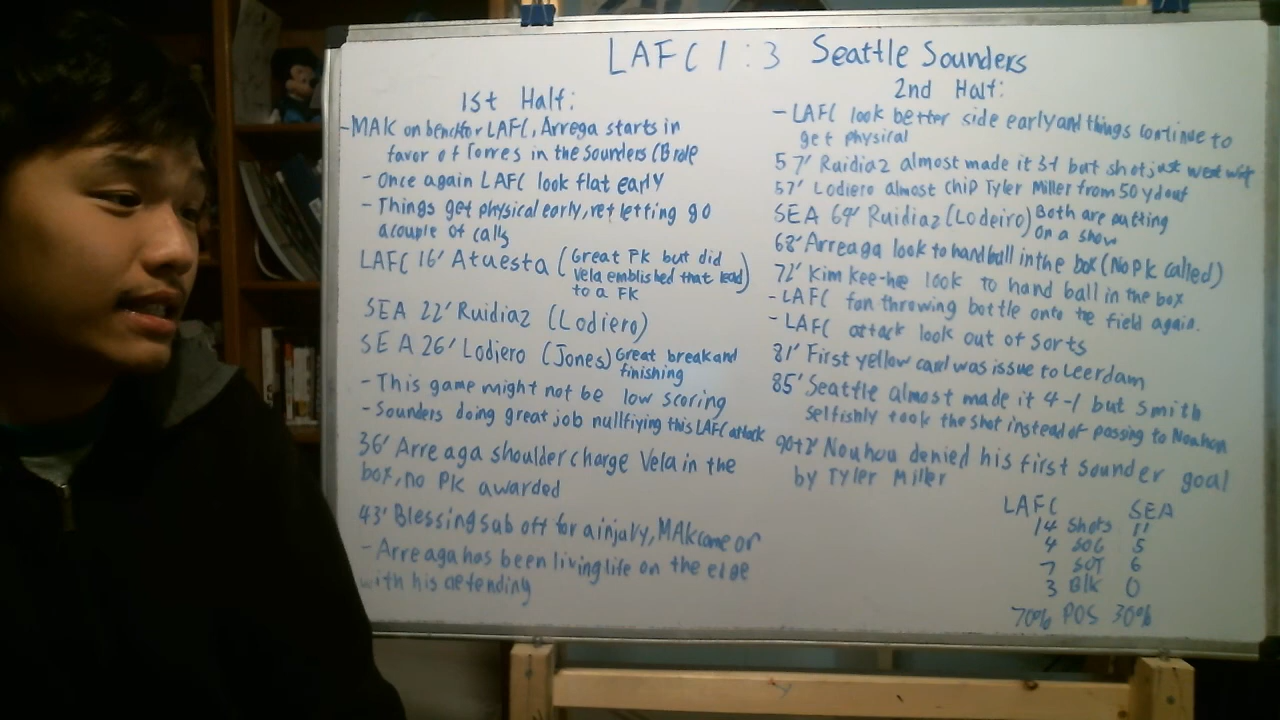 LAFC 1 : 3 Seattle Sounders
1st Half:
-MAK on bench for LAFC, Arrega starts in
favor of Torres in the Sounders CB role
- Once again LAFC look flat early
- Things get physical early, ref letting go
a couple of calls
LAFC 16' Atuesta (Great FK but did
Vela emblished that lead)
to a FK
SEA 22' Ruidiaz (Lodiero)
SEA 26' Lodiero (Jones) Great break and
finishing
- This game might not be low scoring
- Sounders doing great job nullfiying this LAFC attack
36' Arreaga shoulder charge Vela in the
box, no PK awarded
43' Blessing sub off for a injury, MAK came on
- Arreaga has been living life on the edge
with his defending
2nd Half:
- LAFC look better side early and things continue to
get physical
57' Raidiaz almost made it 3-1 but shot just went
57' Lodiero almost chip Tyler Miller from 50 yd out
SEA 64' Ruidiaz (Lodeiro) Both are putting
on a show
68' Arreaga look to handball in the box (No PK called)
72' Kim Kee-he look to hand ball in the box
- LAFC fan throwing bottle onto the field again.
- LAFC attack look out of sorts
81' First yellow card was issue to Leerdam
85' Seattle almost made it 4-1 but Smith
selfishly took the shot instead of passing to Nouhou
90+2' Nouhou denied his first sounder goal
by Tyler Miller
LAFC SEA
14 Shots 11
4 SOG 5
7 SOT 6
3 Blk 0
70% POS 30%